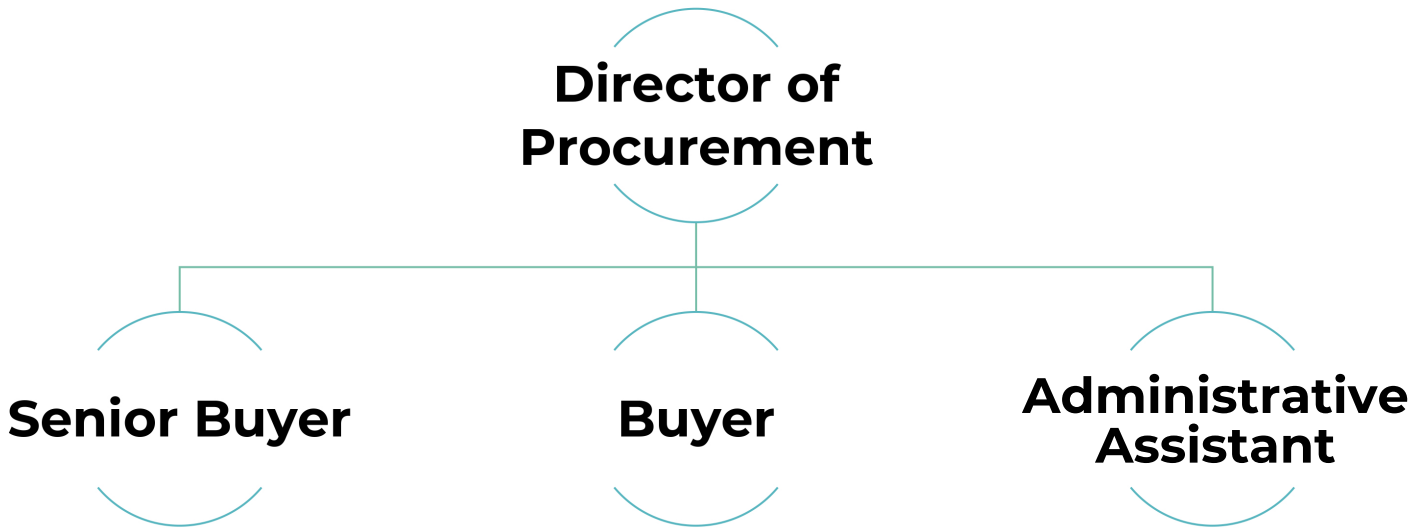 Director of
Procurement
Senior Buyer
Buyer
Administrative
Assistant